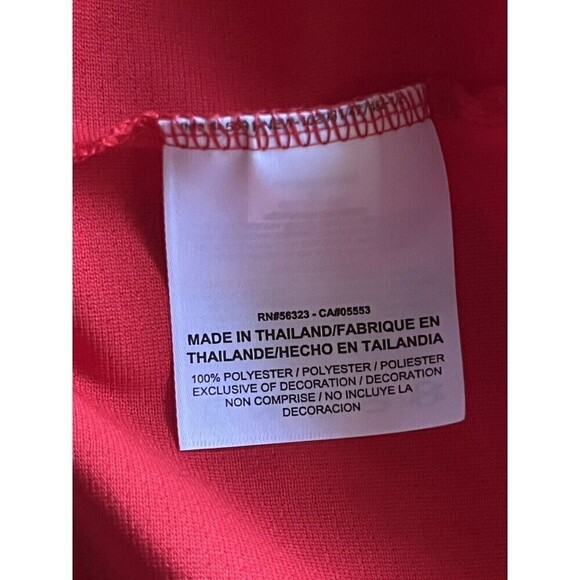 RN#56323 - CA#05553
MADE IN THAILAND/FABRIQUE EN
THAILANDE/HECHO EN TAILANDIA
100% POLYESTER / POLYESTER / POLIESTER
EXCLUSIVE OF DECORATION / DECORATION
NON COMPRISE / NO INCLUYE LA
DECORACION